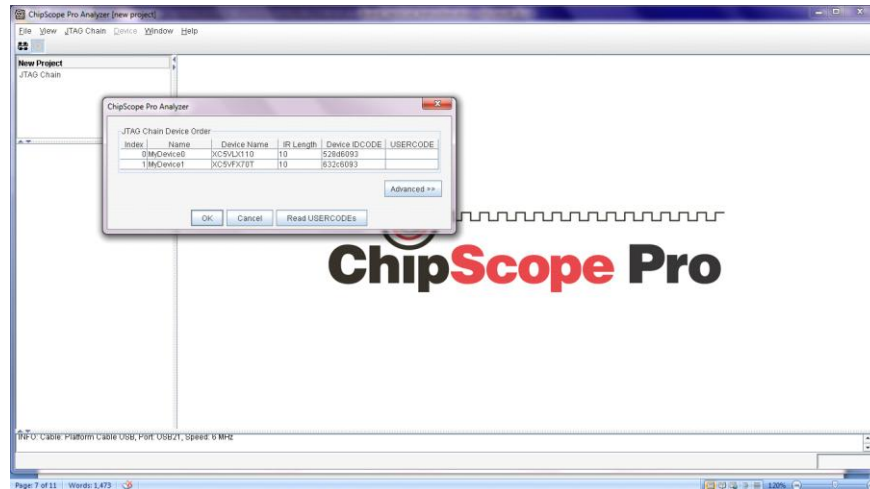 ChipScope Pro Analyzer [new project]
File View JTAG Chain Device Window Help
New Project
JTAG Chain
ChipScope Pro Analyzer
JTAG Chain Device Order
Index Name Device Name IR Length Device IDCODE USERCODE
0 MyDevice0 XC5VLX110 10 528d6093
1 MyDevice1 XC5VFX70T 10 632c6093
Advanced >>
OK Cancel Read USERCODEs
ChipScope Pro
INFO: Cable: Platform Cable USB, Port: USB21, Speed: 6 MHz
Page: 7 of 11 Words: 1,473 120%